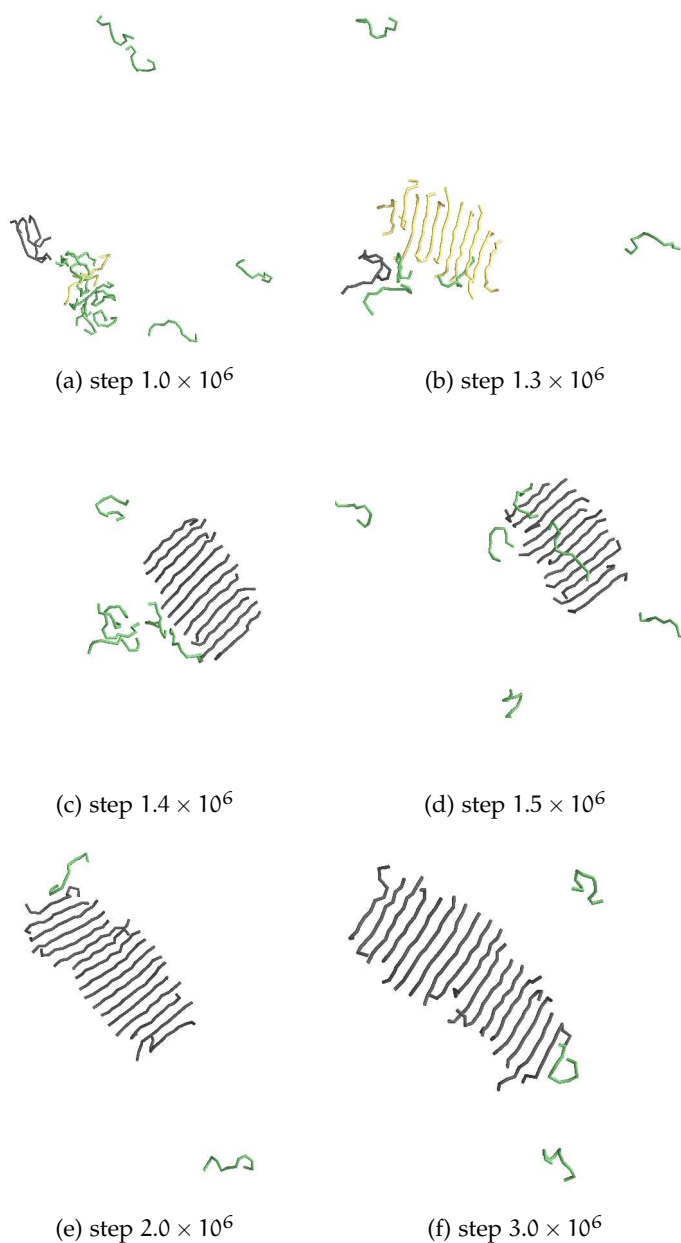 (a) step 1.0 × 10⁶
(b) step 1.3 × 10⁶
(c) step 1.4 × 10⁶
(d) step 1.5 × 10⁶
(e) step 2.0 × 10⁶
(f) step 3.0 × 10⁶